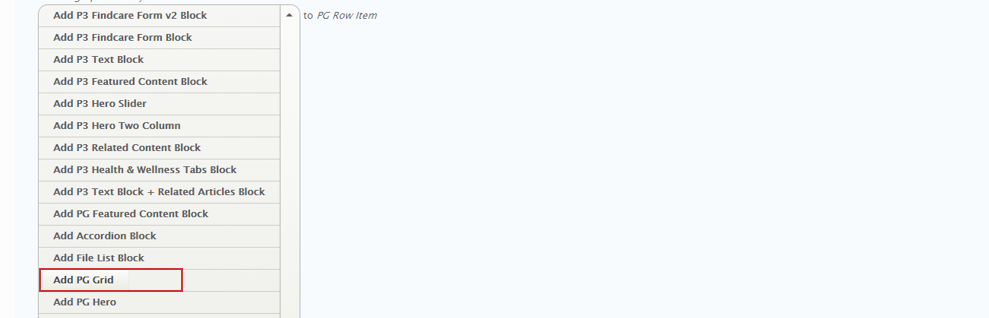 Add P3 Findcare Form v2 Block
to PG Row Item
Add P3 Findcare Form Block
Add P3 Text Block
Add P3 Featured Content Block
Add P3 Hero Slider
Add P3 Hero Two Column
Add P3 Related Content Block
Add P3 Health & Wellness Tabs Block
Add P3 Text Block + Related Articles Block
Add PG Featured Content Block
Add Accordion Block
Add File List Block
Add PG Grid
Add PG Hero